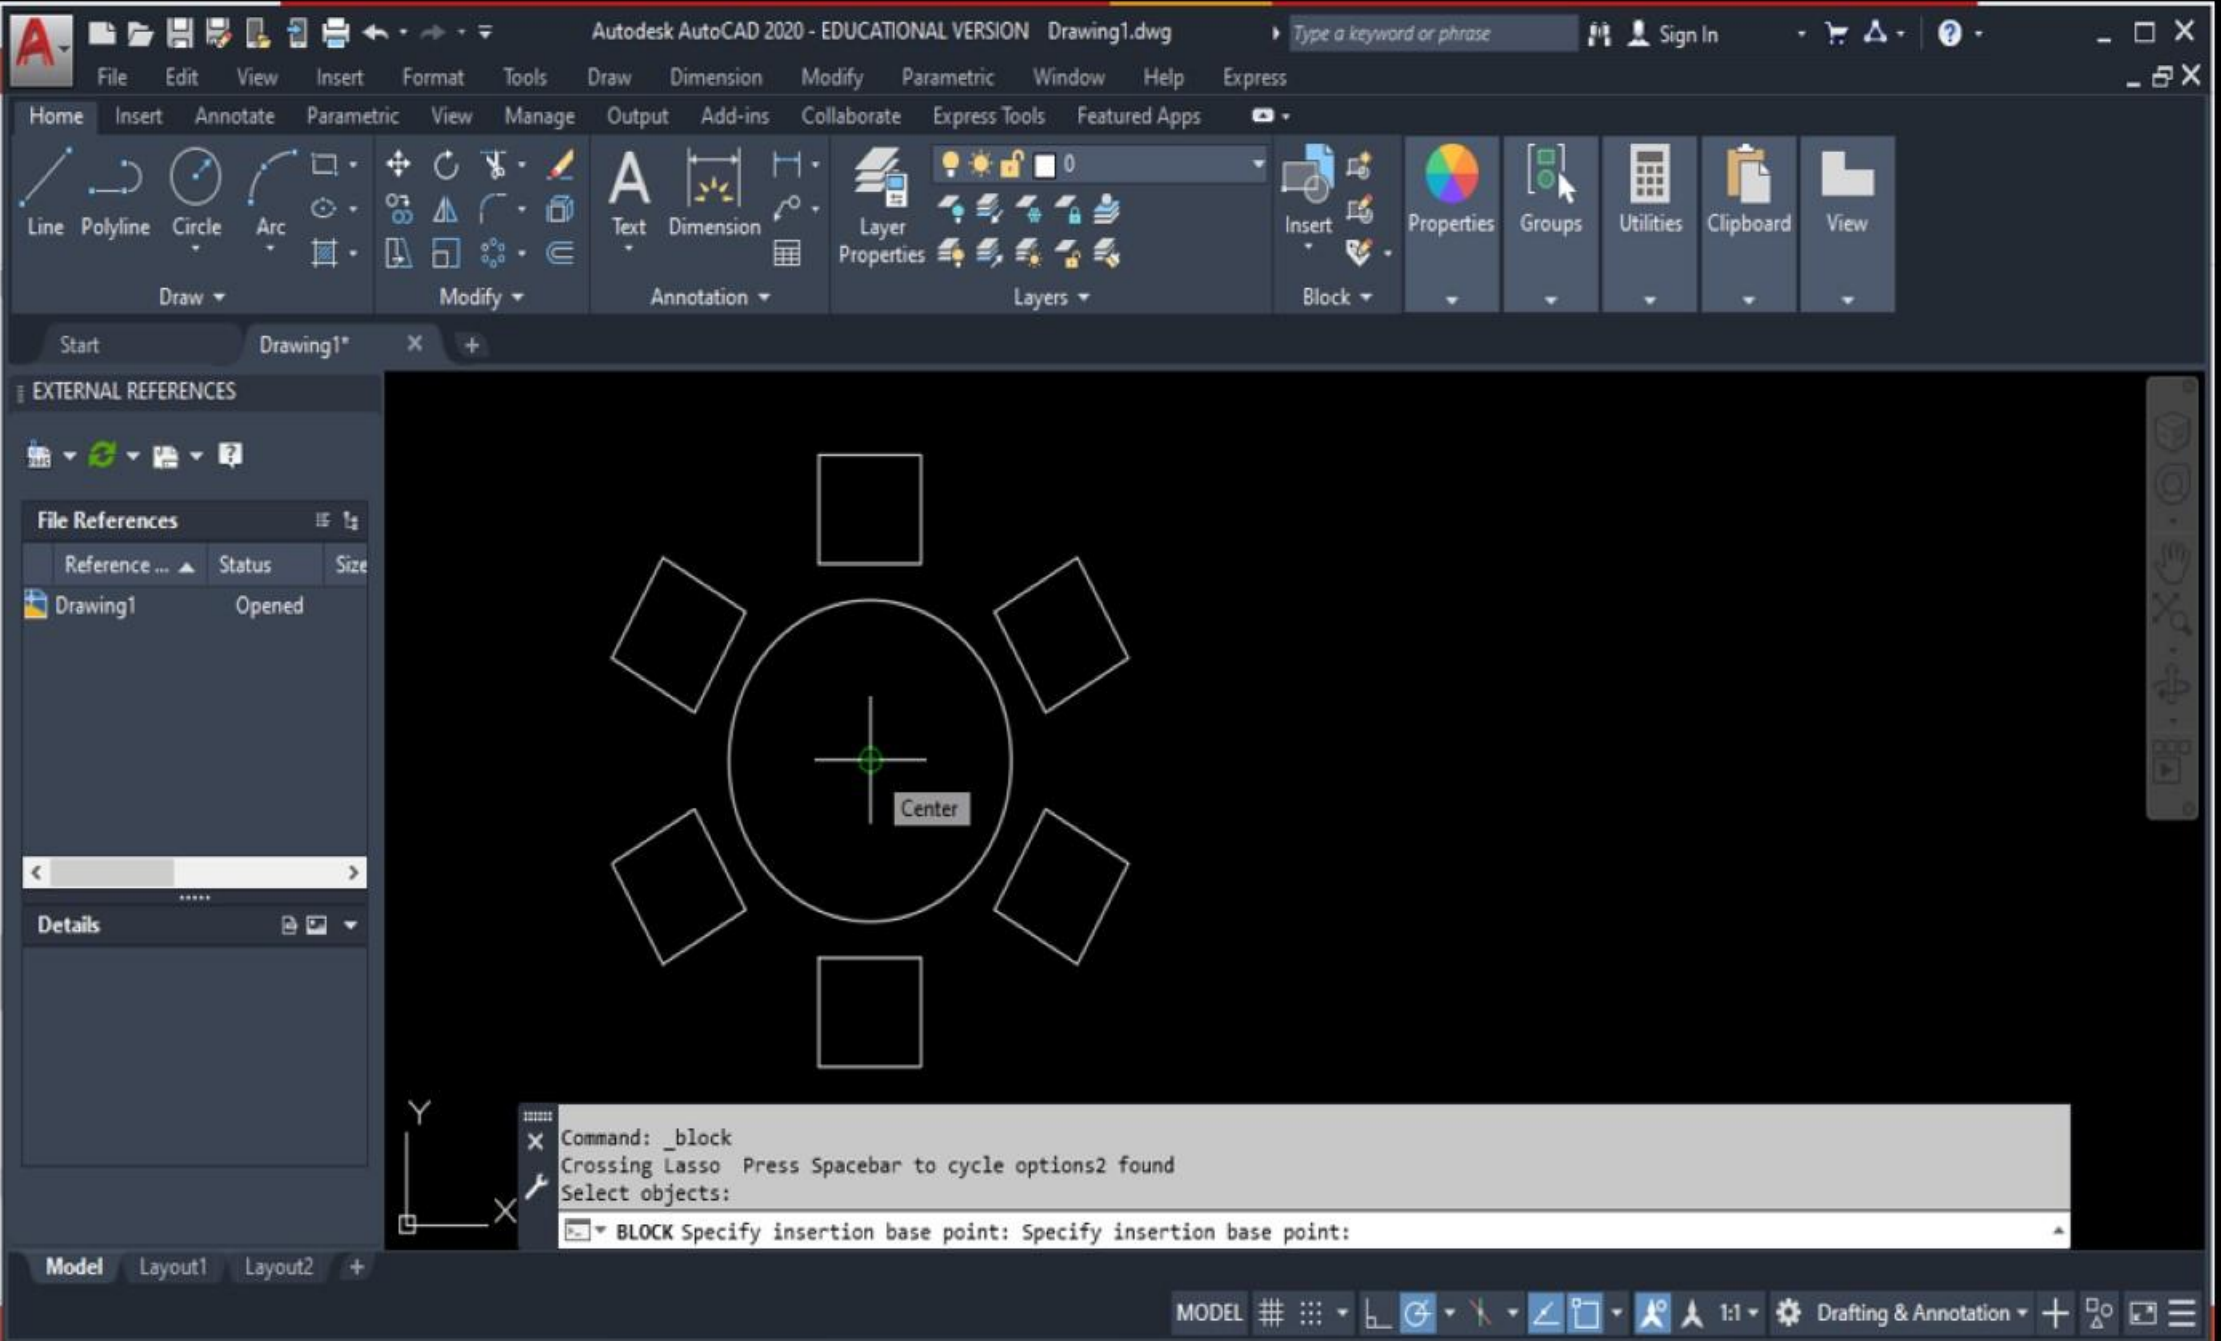 Autodesk AutoCAD 2020 - EDUCATIONAL VERSION Drawing1.dwg
Type a keyword or phrase
Sign In
File Edit View Insert Format Tools Draw Dimension Modify Parametric Window Help Express
Home Insert Annotate Parametric View Manage Output Add-ins Collaborate Express Tools Featured Apps
0
Line Polyline Circle Arc
Text Dimension
Layer
Properties
Insert
Properties Groups Utilities Clipboard View
Draw Modify Annotation Layers Block
Start Drawing1*
EXTERNAL REFERENCES
File References
Reference ... Status Size
Drawing1 Opened
Details
Center
Y
X
Command: _block
Crossing Lasso  Press Spacebar to cycle options2 found
Select objects:
BLOCK Specify insertion base point: Specify insertion base point:
Model Layout1 Layout2 +
MODEL 1:1 Drafting & Annotation